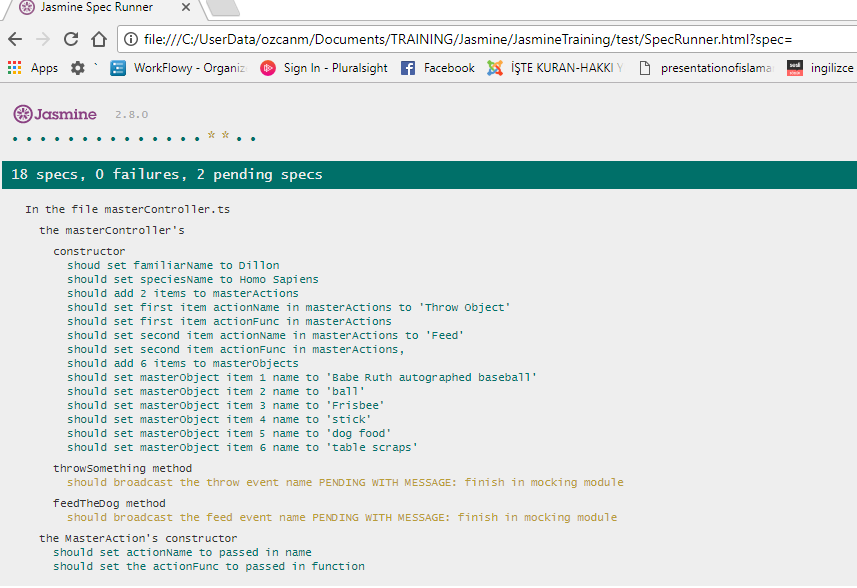 Jasmine Spec Runner
file:///C:/UserData/ozcanm/Documents/TRAINING/Jasmine/JasmineTraining/test/SpecRunner.html?spec=
Apps WorkFlowy - Organiz Sign In - Pluralsight Facebook İŞTE KURAN-HAKKI Y presentationofislama ingilizce
Jasmine 2.8.0
18 specs, 0 failures, 2 pending specs
In the file masterController.ts
the masterController's
constructor
shoud set familiarName to Dillon
should set speciesName to Homo Sapiens
should add 2 items to masterActions
should set first item actionName in masterActions to 'Throw Object'
should set first item actionFunc in masterActions
should set second item actionName in masterActions to 'Feed'
should set second item actionFunc in masterActions,
should add 6 items to masterObjects
should set masterObject item 1 name to 'Babe Ruth autographed baseball'
should set masterObject item 2 name to 'ball'
should set masterObject item 3 name to 'Frisbee'
should set masterObject item 4 name to 'stick'
should set masterObject item 5 name to 'dog food'
should set masterObject item 6 name to 'table scraps'
throwSomething method
should broadcast the throw event name PENDING WITH MESSAGE: finish in mocking module
feedTheDog method
should broadcast the feed event name PENDING WITH MESSAGE: finish in mocking module
the MasterAction's constructor
should set actionName to passed in name
should set the actionFunc to passed in function